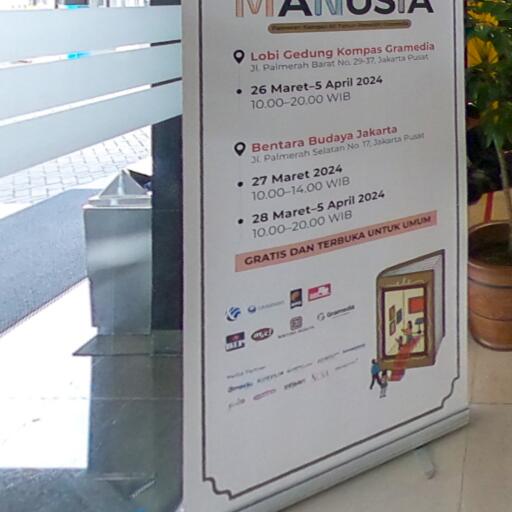 MANUSIA
Lobi Gedung Kompas Gramedia
Jl. Palmerah Barat No. 29-37, Jakarta Pusat
26 Maret–5 April 2024
10.00–20.00 WIB
Bentara Budaya Jakarta
Jl. Palmerah Selatan No. 17, Jakarta Pusat
27 Maret 2024
10.00–14.00 WIB
28 Maret–5 April 2024
10.00–20.00 WIB
GRATIS DAN TERBUKA UNTUK UMUM
Gramedia
Media Partner